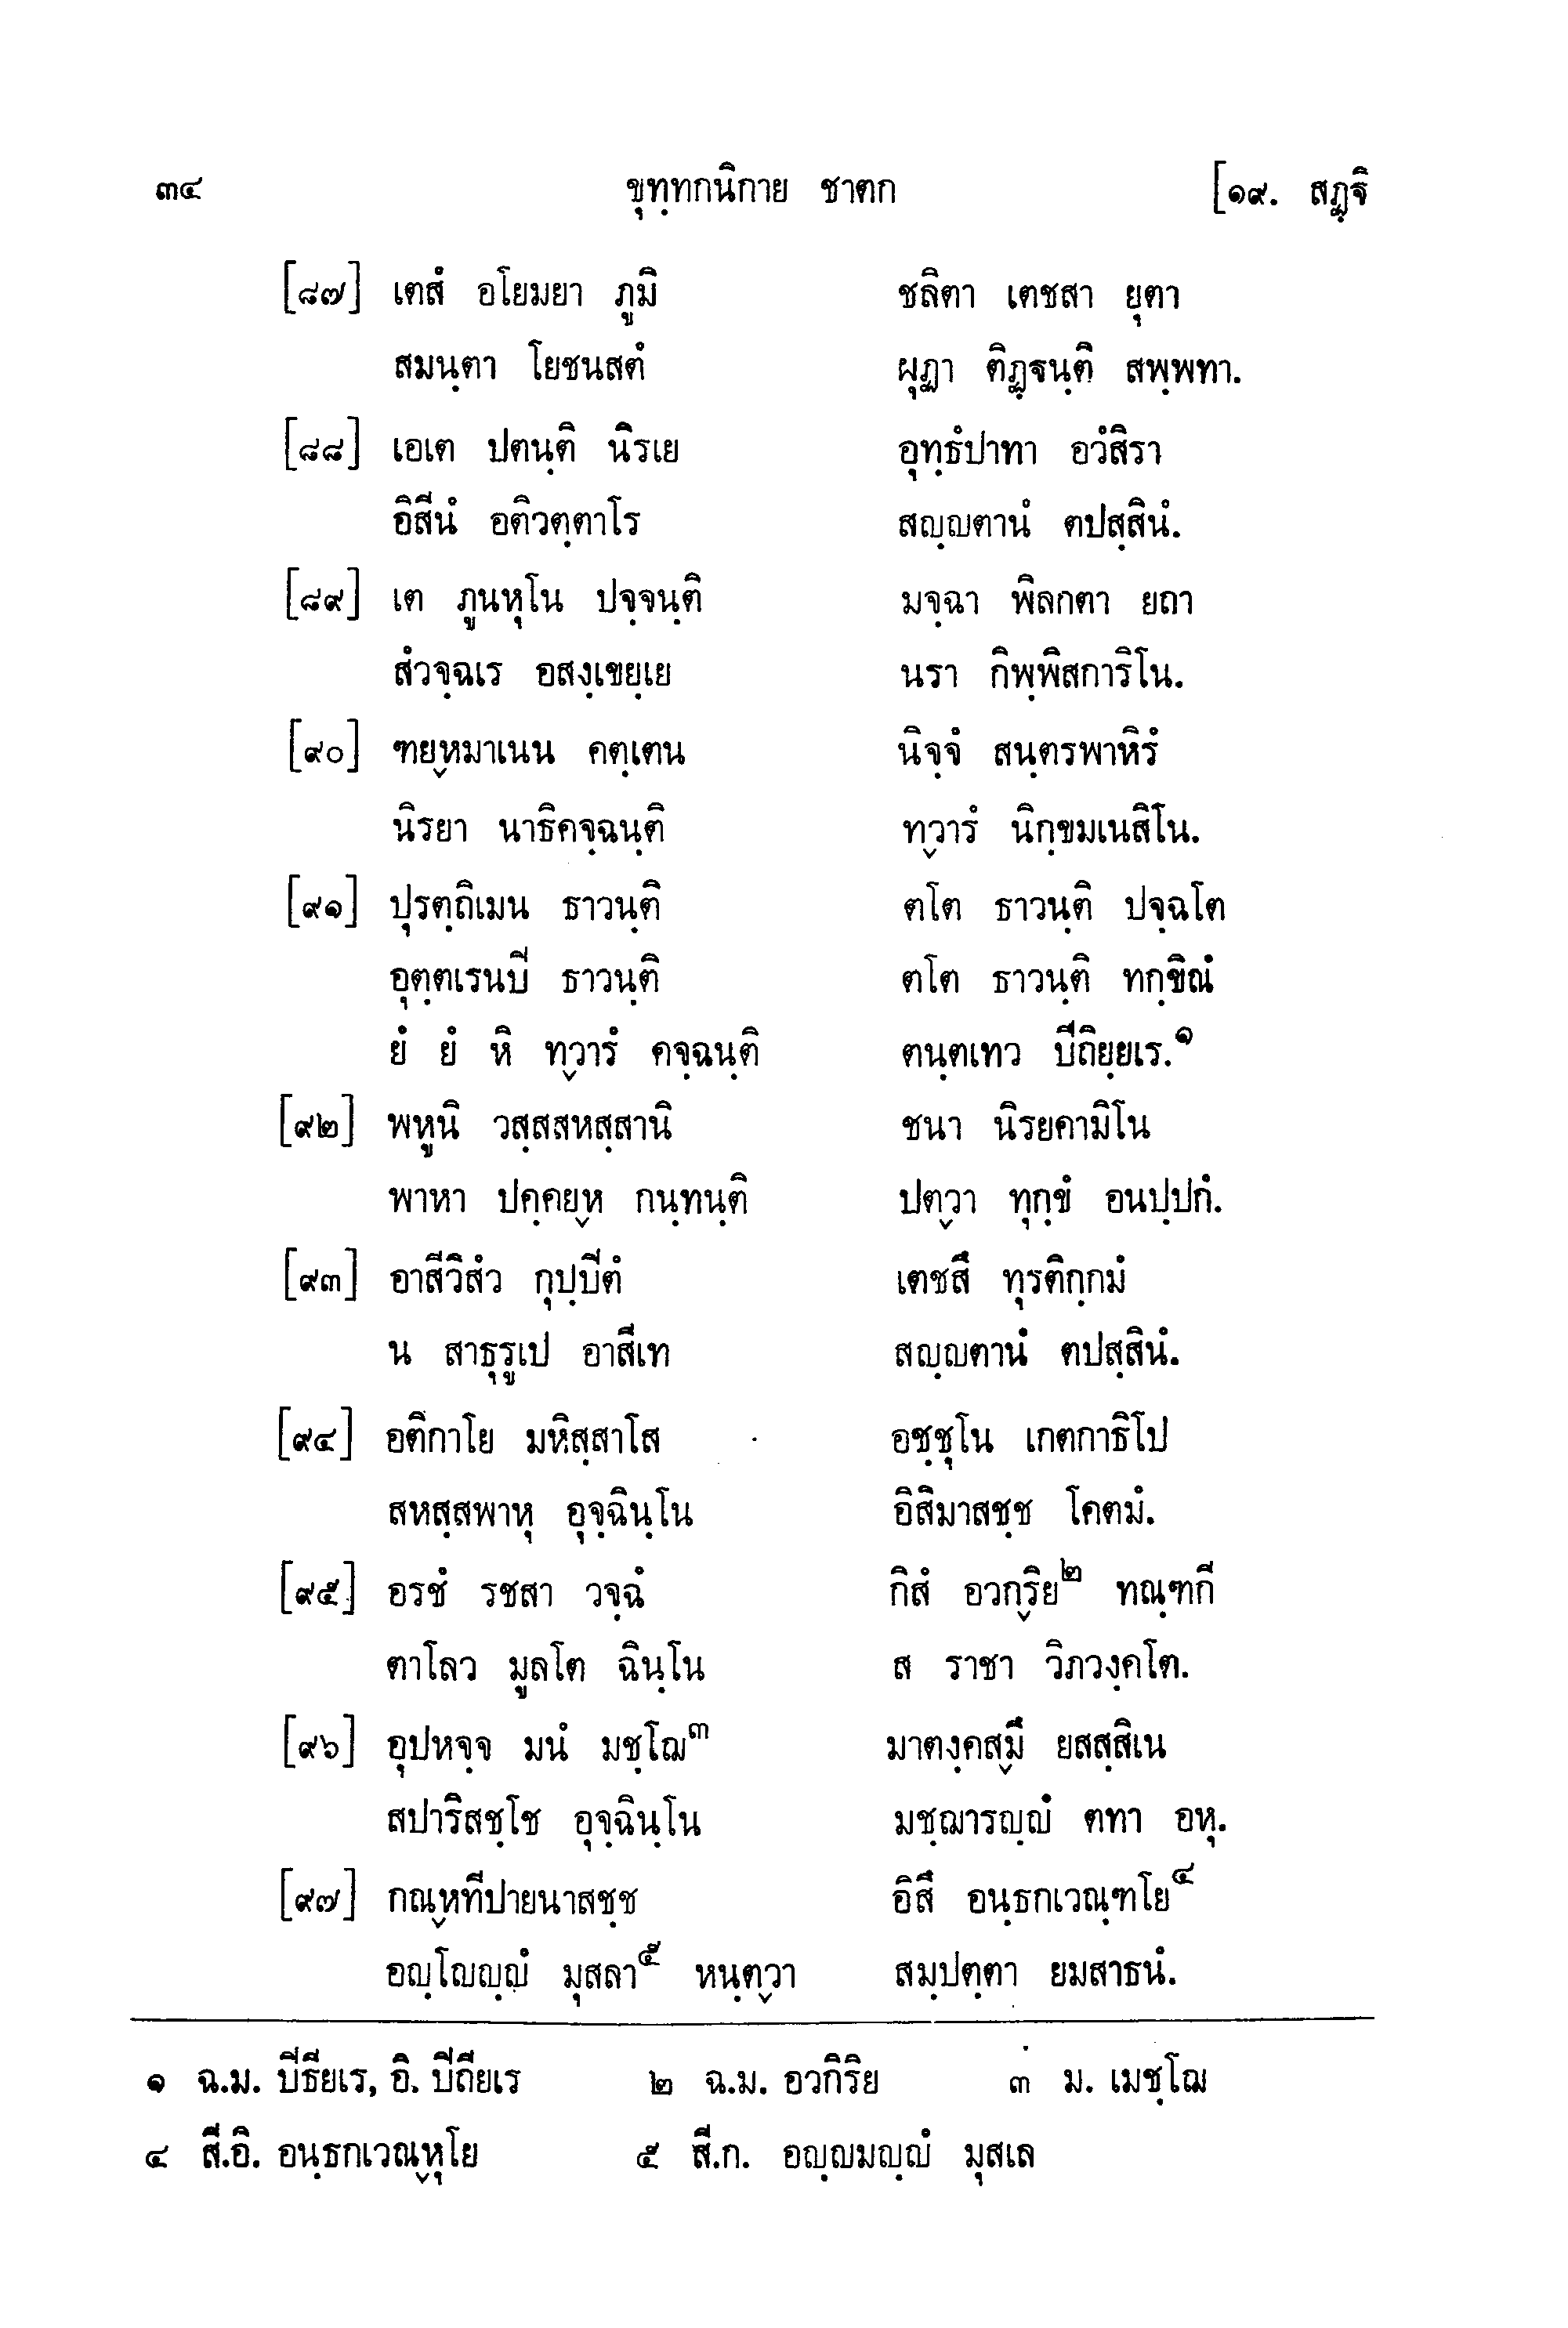 ๓๔ ขุทฺทกนิกาย ชาตก [๑๙. สฏฺฐิ
[๘๗] เตสํ อโยมยา ภูมิ ชลิตา เตชสา ยุตา
สมนฺตา โยชนสตํ ผุฏา ติฏฺฐนฺติ สพฺพทา.
[๘๘] เอเต ปตนฺติ นิรเย อุทฺธํปาทา อวํสิรา
อิสีนํ อติวตฺตาโร สญฺญตานํ ตปสฺสินํ.
[๘๙] เต ภูนหุโน ปจฺจนฺติ มจฺฉา พิลกตา ยถา
สํวจฺฉเร อสงฺเขยฺเย นรา กิพฺพิสการิโน.
[๙๐] ฑยฺหมาเนน คตฺเตน นิจฺจํ สนฺตรพาหิรํ
นิรยา นาธิคจฺฉนฺติ ทฺวารํ นิกฺขมเนสิโน.
[๙๑] ปุรตฺถิเมน ธาวนฺติ ตโต ธาวนฺติ ปจฺฉโต
อุตฺตเรนปิ ธาวนฺติ ตโต ธาวนฺติ ทกฺขิณํ
ยํ ยํ หิ ทฺวารํ คจฺฉนฺติ ตนฺตเทว ปิถิยฺยเร.๑
[๙๒] พหูนิ วสฺสสหสฺสานิ ชนา นิรยคามิโน
พาหา ปคฺคยฺห กนฺทนฺติ ปตฺวา ทุกฺขํ อนปฺปกํ.
[๙๓] อาสีวิสํว กุปฺปิตํ เตชสึ ทุรติกฺกมํ
น สาธุรูเป อาสีเท สญฺญตานํ ตปสฺสินํ.
[๙๔] อติกาโย มหิสฺสาโส อชฺชุโน เกตกาธิโป
สหสฺสพาหุ อุจฺฉินฺโน อิสิมาสชฺช โคตมํ.
[๙๕] อรชํ รชสา วจฺฉํ กิสํ อวกฺริย๒ ทณฺฑกี
ตาโลว มูลโต ฉินฺโน ส ราชา วิภวงฺคโต.
[๙๖] อุปหจฺจ มนํ มชฺโฌ๓ มาตงฺคสฺมึ ยสสฺสิเน
สปาริสชฺโช อุจฺฉินฺโน มชฺฌารญฺญํ ตทา อหุ.
[๙๗] กณฺหทีปายนาสชฺช อิสึ อนฺธกเวณฺฑโย๔
อญฺโญญฺญํ มุสลา๕ หนฺตฺวา สมฺปตฺตา ยมสาธนํ.
๑ ฉ.ม. ปิธียเร, อิ. ปิถียเร ๒ ฉ.ม. อวกิริย ๓ ม. เมชฺโฌ
๔ สี.อิ. อนฺธกเวณฺหุโย ๕ สี.ก. อญฺญมญฺญํ มุสเล